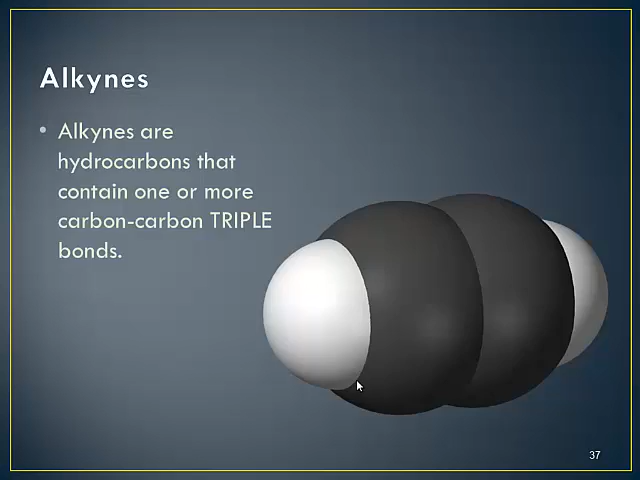 Alkynes
• Alkynes are
hydrocarbons that
contain one or more
carbon-carbon TRIPLE
bonds.
37